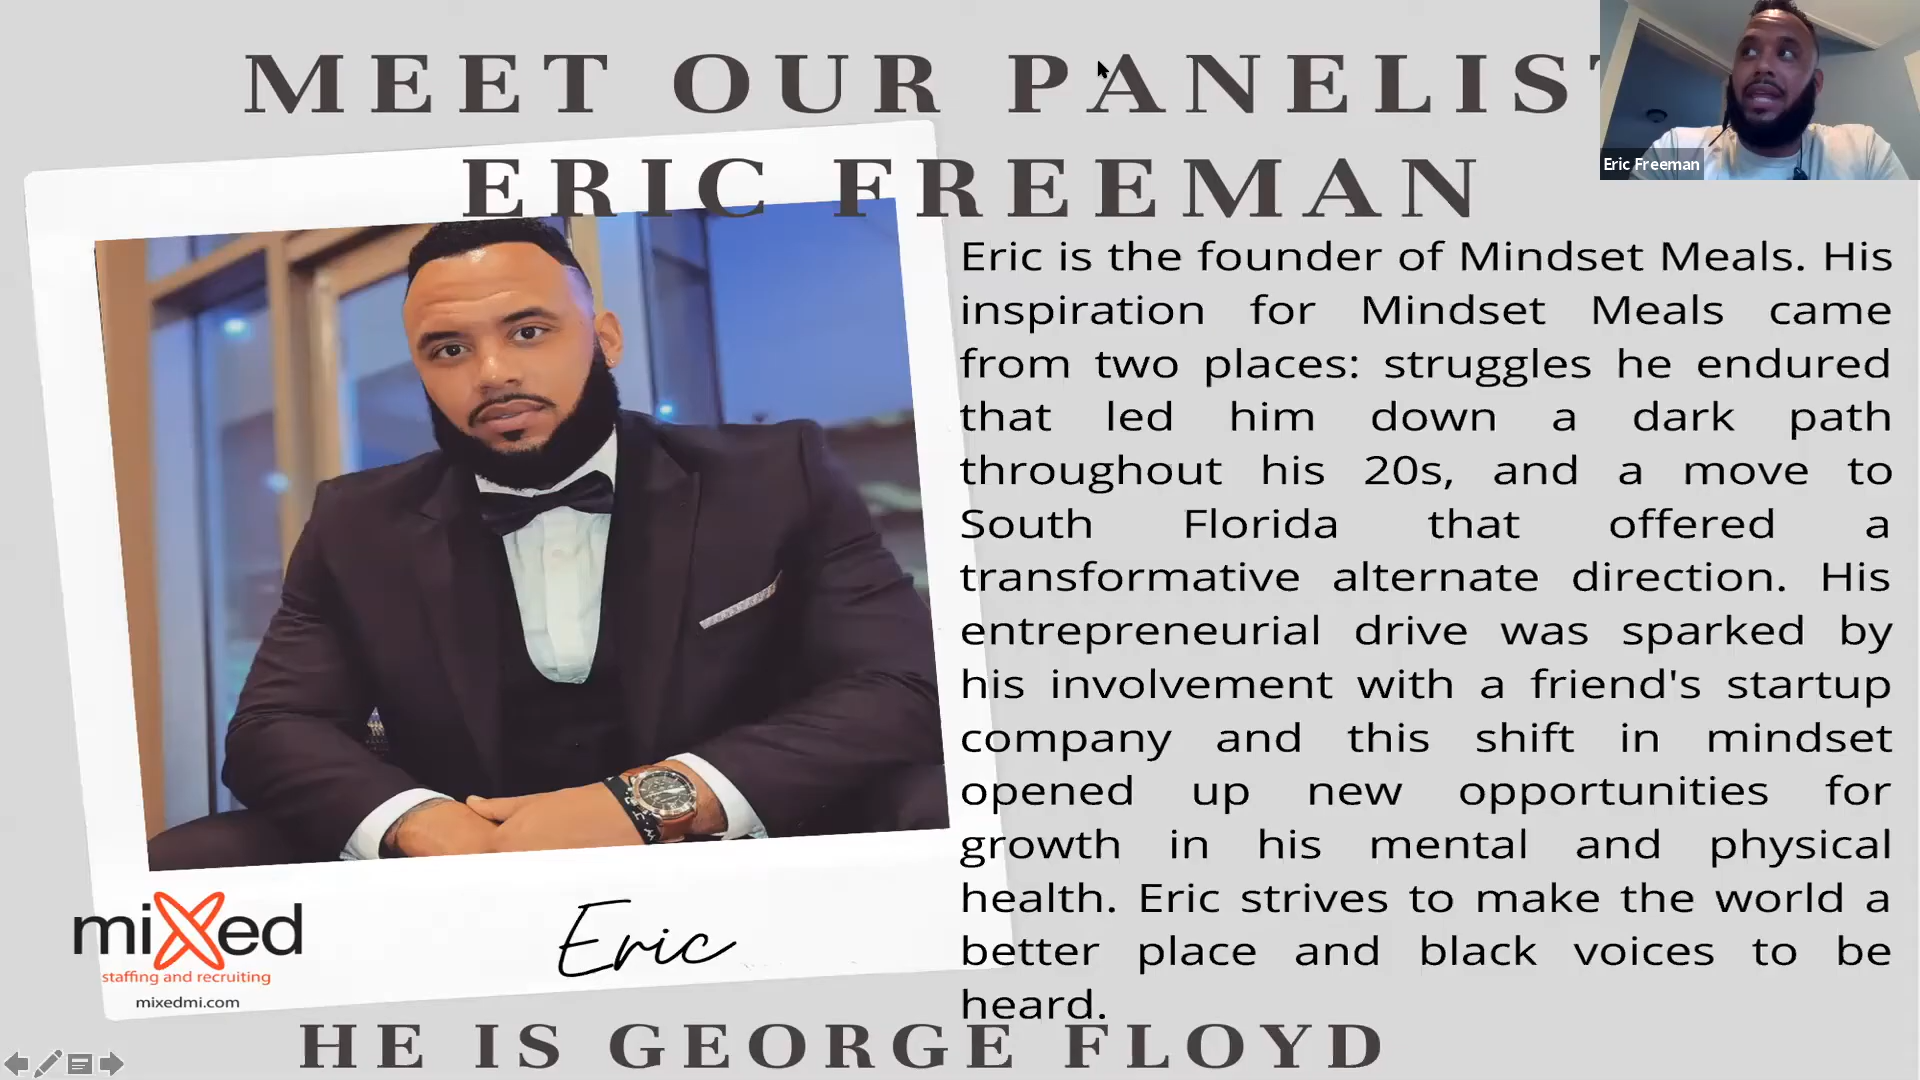 MEET OUR PANELIST
ERIC FREEMAN
Eric Freeman
Eric is the founder of Mindset Meals. His
inspiration for Mindset Meals came
from two places: struggles he endured
that led him down a dark path
throughout his 20s, and a move to
South Florida that offered a
transformative alternate direction. His
entrepreneurial drive was sparked by
his involvement with a friend's startup
company and this shift in mindset
opened up new opportunities for
growth in his mental and physical
health. Eric strives to make the world a
better place and black voices to be
heard.
Eric
mixed
staffing and recruiting
mixedmi.com
HE IS GEORGE FLOYD